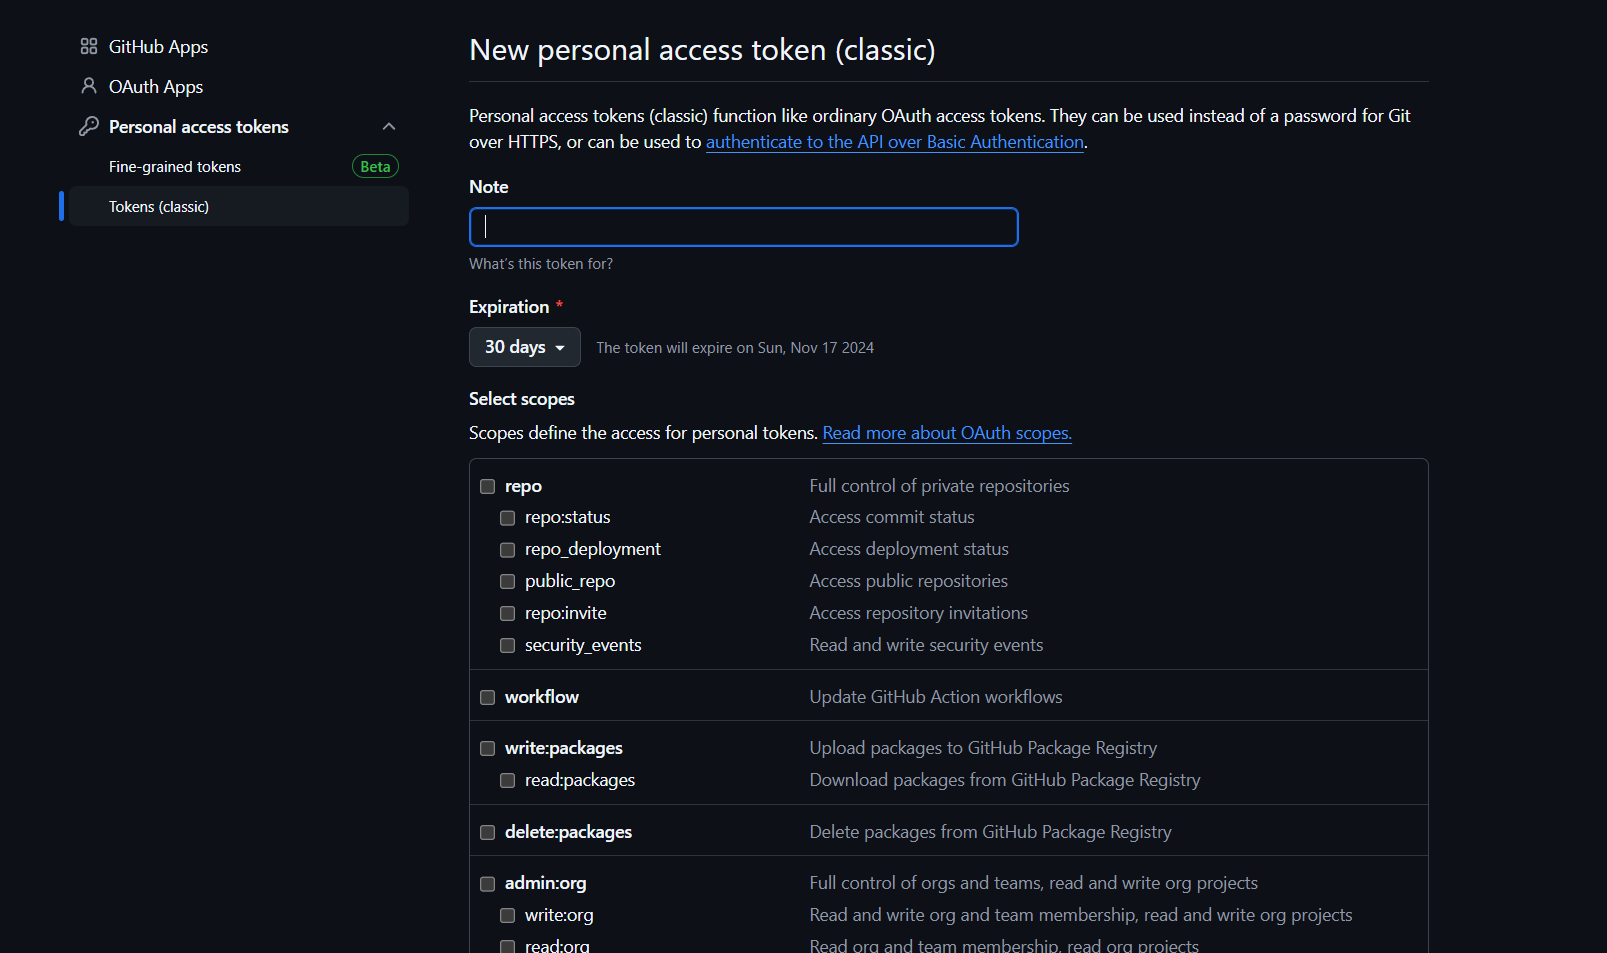 GitHub Apps
OAuth Apps
Personal access tokens
Fine-grained tokens Beta
Tokens (classic)
New personal access token (classic)
Personal access tokens (classic) function like ordinary OAuth access tokens. They can be used instead of a password for Git
over HTTPS, or can be used to authenticate to the API over Basic Authentication.
Note
What's this token for?
Expiration *
30 days The token will expire on Sun, Nov 17 2024
Select scopes
Scopes define the access for personal tokens. Read more about OAuth scopes.
repo Full control of private repositories
repo:status Access commit status
repo_deployment Access deployment status
public_repo Access public repositories
repo:invite Access repository invitations
security_events Read and write security events
workflow Update GitHub Action workflows
write:packages Upload packages to GitHub Package Registry
read:packages Download packages from GitHub Package Registry
delete:packages Delete packages from GitHub Package Registry
admin:org Full control of orgs and teams, read and write org projects
write:org Read and write org and team membership, read and write org projects
read:org Read org and team membership, read org projects